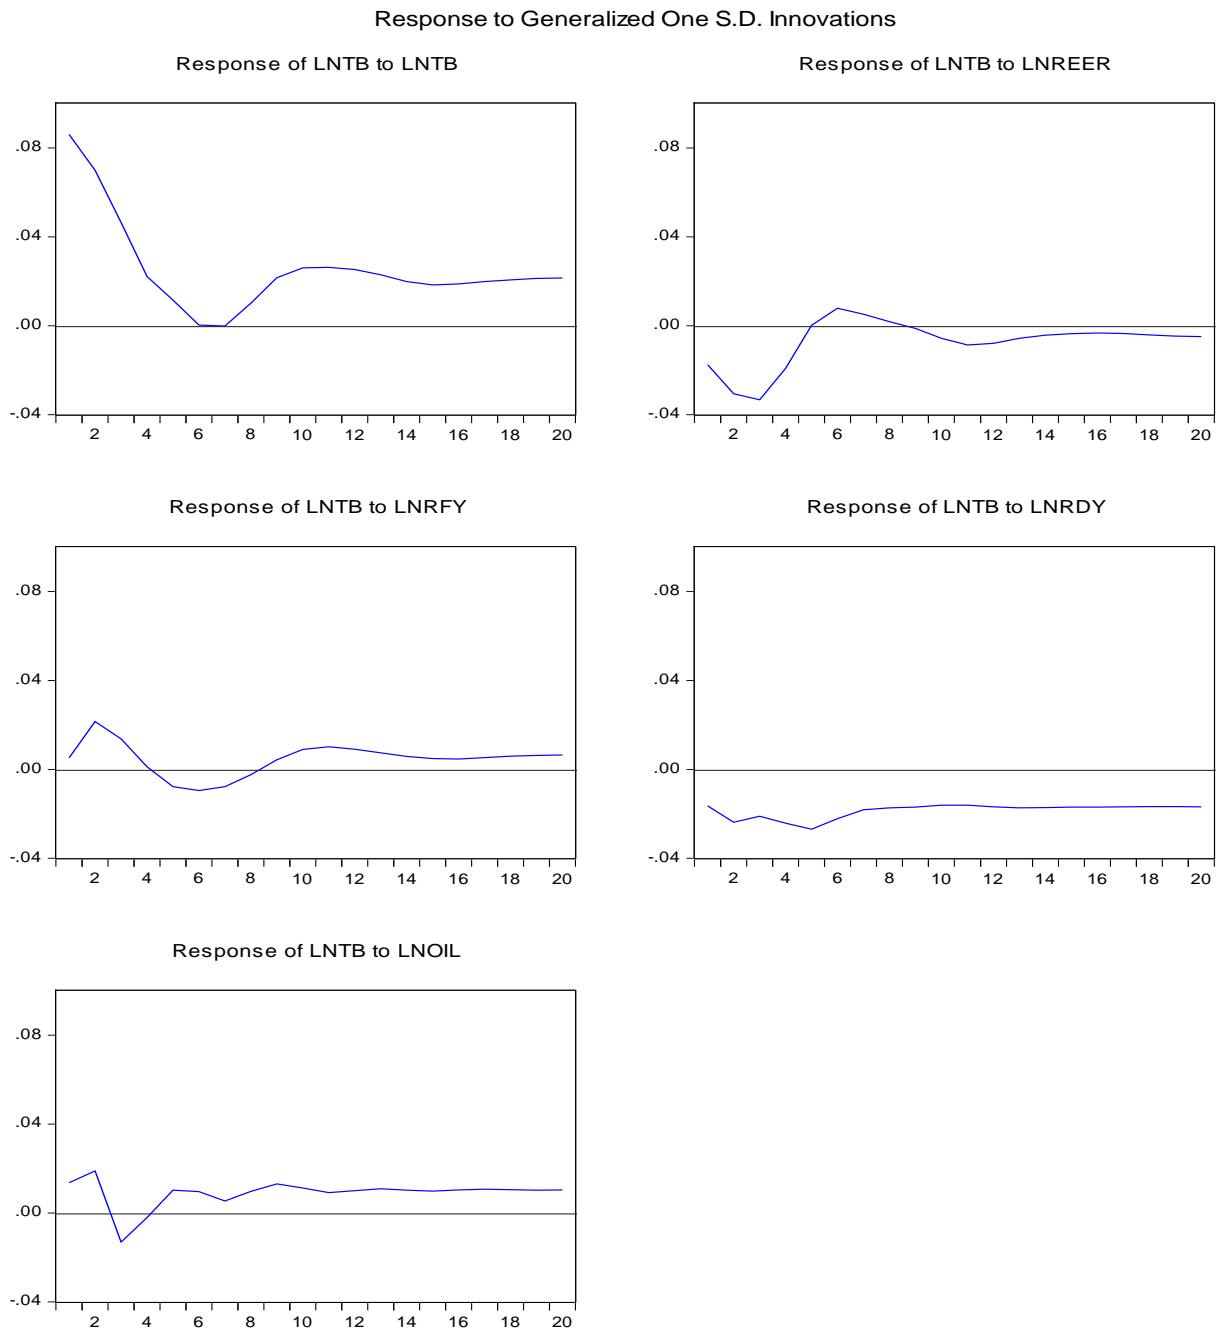 Response to Generalized One S.D. Innovations
Response of LNTB to LNTB
.08
.04
.00
-.04
2 4 6 8 10 12 14 16 18 20
Response of LNTB to LNREER
.08
.04
.00
-.04
2 4 6 8 10 12 14 16 18 20
Response of LNTB to LNRFY
.08
.04
.00
-.04
2 4 6 8 10 12 14 16 18 20
Response of LNTB to LNRDY
.08
.04
.00
-.04
2 4 6 8 10 12 14 16 18 20
Response of LNTB to LNOIL
.08
.04
.00
-.04
2 4 6 8 10 12 14 16 18 20